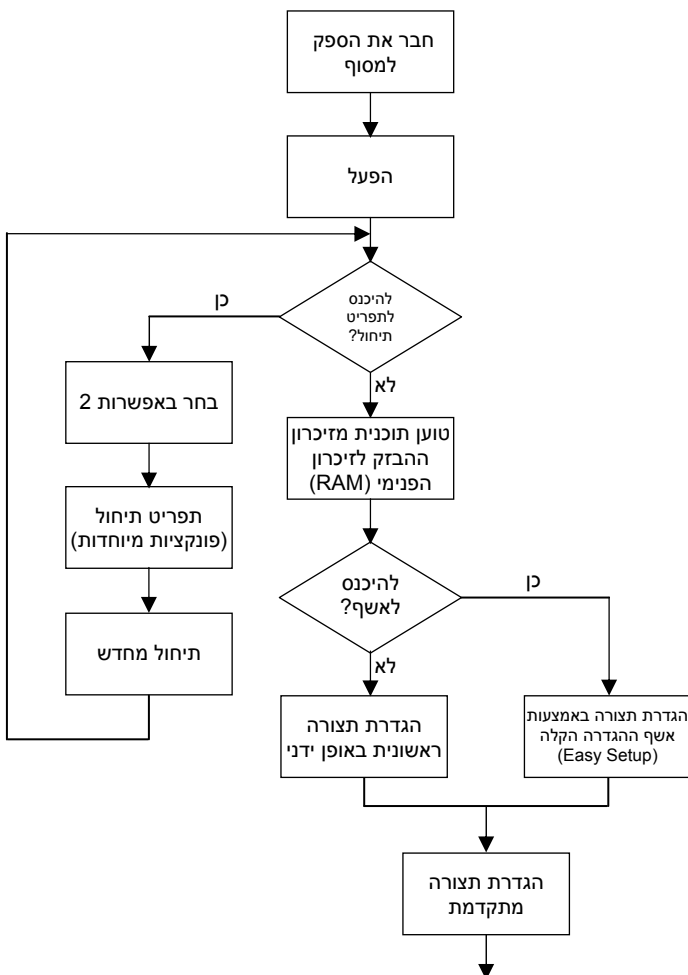 חבר את הספק
למסוף
הפעל
להיכנס
לתפריט
תיחול?
כן
לא
בחר באפשרות 2
טוען תוכנית מזיכרון
ההבזק לזיכרון
הפנימי (RAM)
תפריט תיחול
(פונקציות מיוחדות)
להיכנס
לאשף?
כן
לא
תיחול מחדש
הגדרת תצורה
ראשונית באופן ידני
הגדרת תצורה באמצעות
אשף ההגדרה הקלה
(Easy Setup)
הגדרת תצורה
מתקדמת